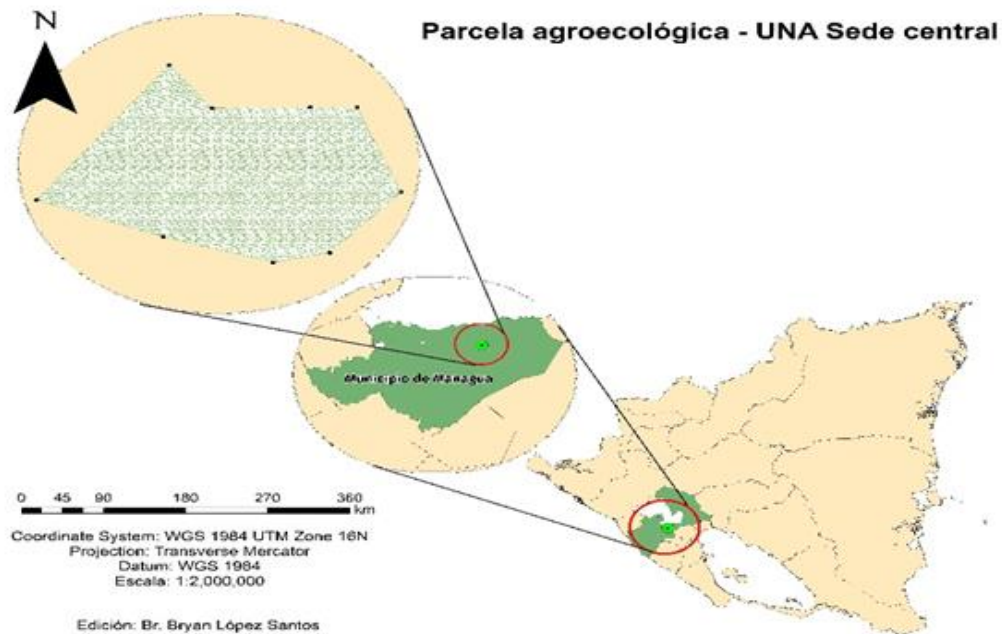 N
Parcela agroecológica - UNA Sede central
Municipio de Managua
0 45 90 180 270 360
km
Coordinate System: WGS 1984 UTM Zone 16N
Projection: Transverse Mercator
Datum: WGS 1984
Escala: 1:2,000,000
Edición: Br. Bryan López Santos